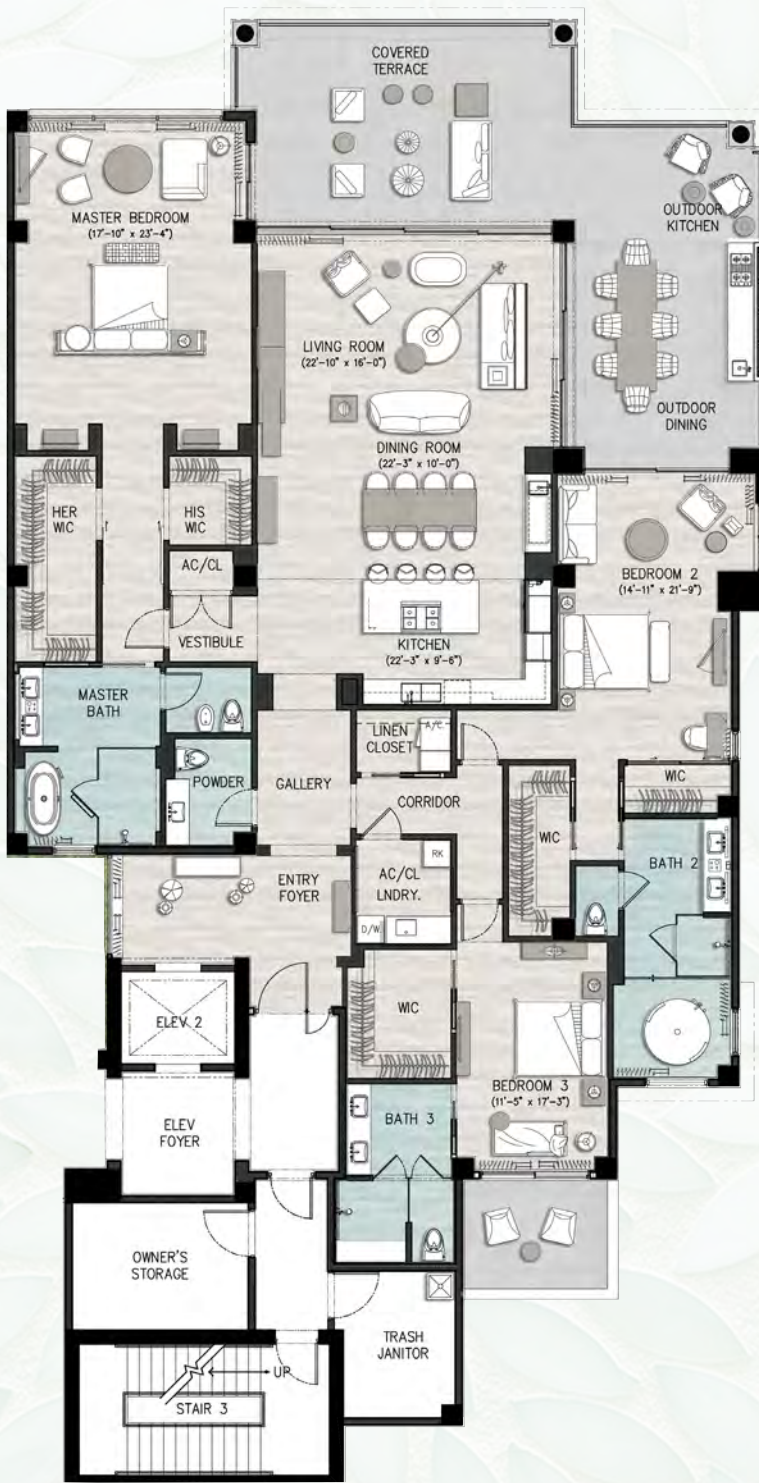 COVERED
TERRACE
MASTER BEDROOM
(17'-10" x 23'-4")
OUTDOOR
KITCHEN
LIVING ROOM
(22'-10" x 16'-0")
OUTDOOR
DINING
DINING ROOM
(22'-3" x 10'-0")
HER
WIC
HIS
WIC
AC/CL
BEDROOM 2
(14'-11" x 21'-9")
VESTIBULE
KITCHEN
(22'-3" x 9'-6")
MASTER
BATH
LINEN
CLOSET
A/C
POWDER
GALLERY
WIC
CORRIDOR
WIC
BATH 2
RK
AC/CL
LNDRY.
D/W
ENTRY
FOYER
ELEV 2
WIC
BEDROOM 3
(11'-5" x 17'-3")
ELEV
FOYER
BATH 3
OWNER'S
STORAGE
TRASH
JANITOR
UP
STAIR 3